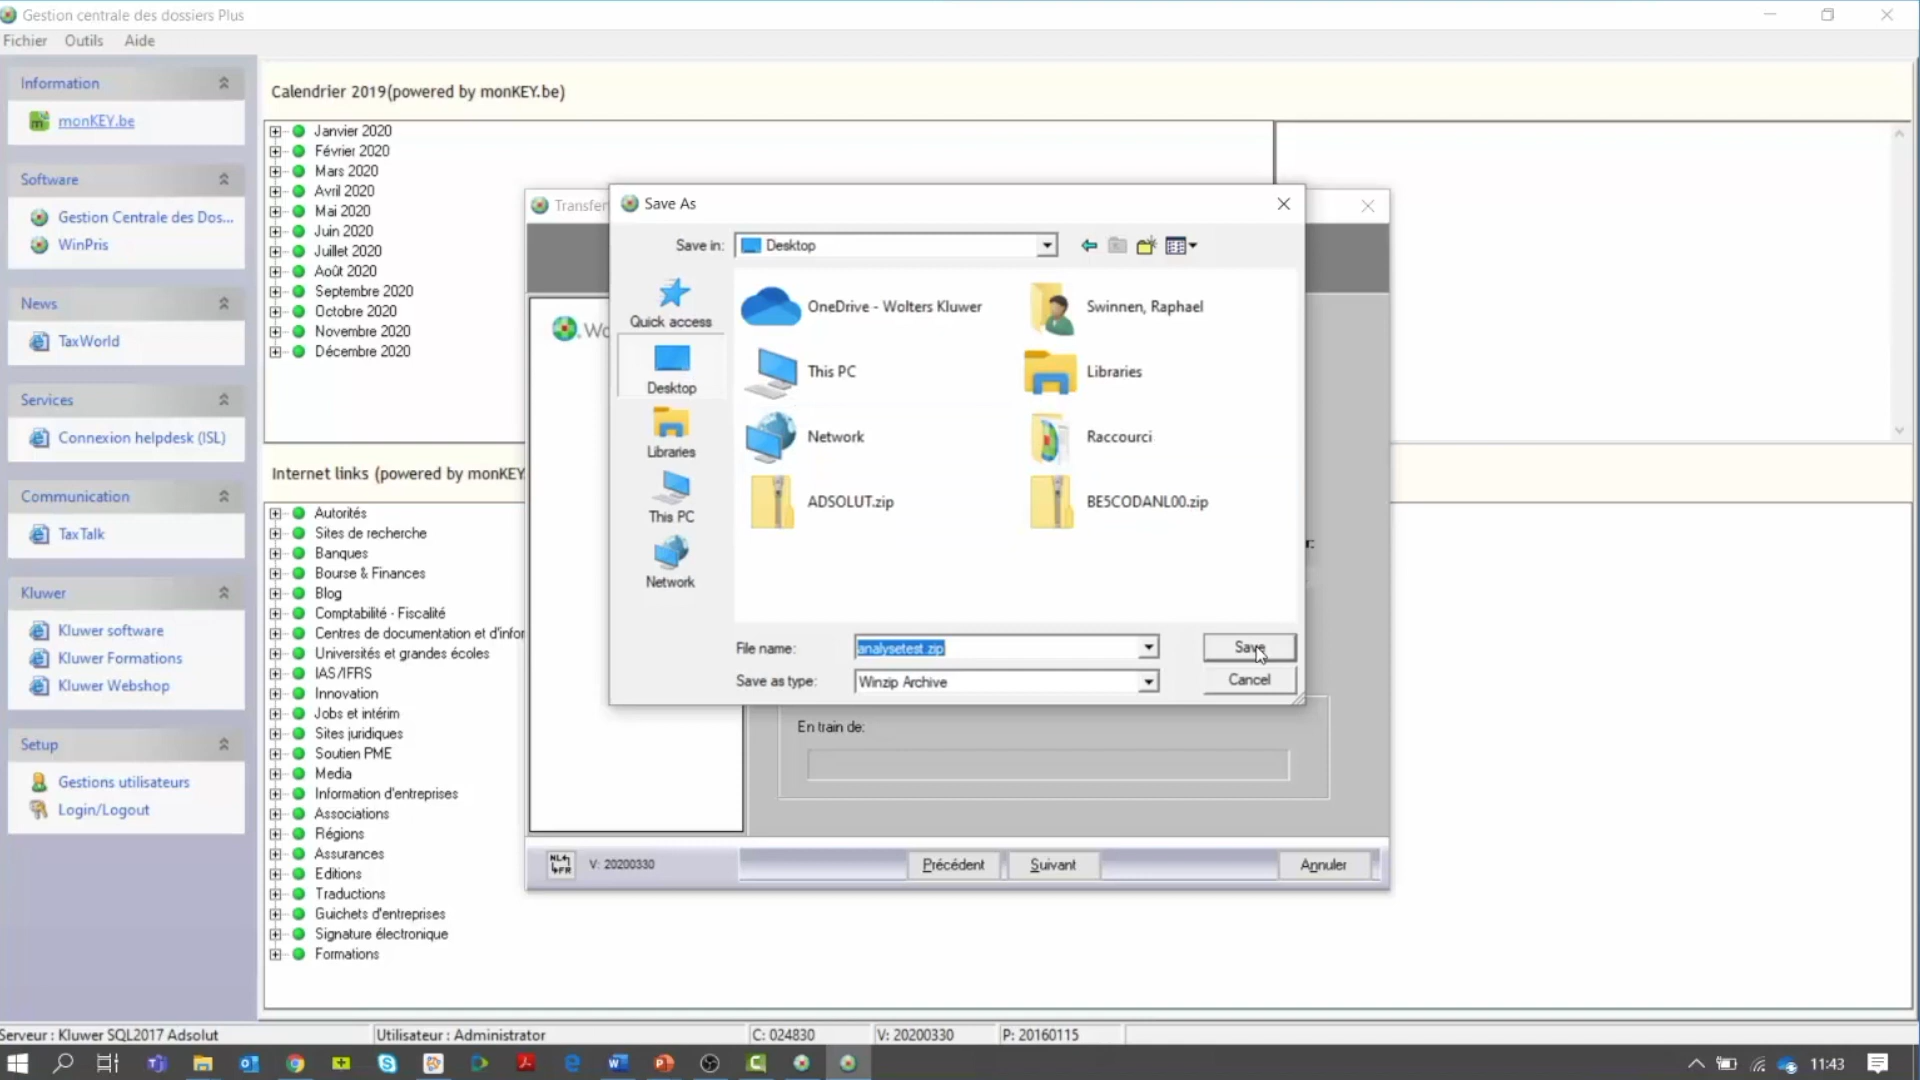 Gestion centrale des dossiers Plus
Fichier Outils Aide
Information
monKEY.be
Software
Gestion Centrale des Dos...
WinPris
News
TaxWorld
Services
Connexion helpdesk (ISL)
Communication
TaxTalk
Kluwer
Kluwer software
Kluwer Formations
Kluwer Webshop
Setup
Gestions utilisateurs
Login/Logout
Calendrier 2019(powered by monKEY.be)
Janvier 2020
Février 2020
Mars 2020
Avril 2020
Mai 2020
Juin 2020
Juillet 2020
Août 2020
Septembre 2020
Octobre 2020
Novembre 2020
Décembre 2020
Internet links (powered by monKEY
Autorités
Sites de recherche
Banques
Bourse & Finances
Blog
Comptabilité - Fiscalité
Centres de documentation et d'infor
Universités et grandes écoles
IAS/IFRS
Innovation
Jobs et intérim
Sites juridiques
Soutien PME
Media
Information d'entreprises
Associations
Régions
Assurances
Editions
Traductions
Guichets d'entreprises
Signature électronique
Formations
Transfer
Wo
Save As
Save in: Desktop
Quick access
Desktop
Libraries
This PC
Network
OneDrive - Wolters Kluwer
Swinnen, Raphael
This PC
Libraries
Network
Raccourci
ADSOLUT.zip
BE5CODANL00.zip
File name: analysetest.zip
Save
Save as type: Winzip Archive
Cancel
r:
En train de:
NL FR
V: 20200330
Précédent
Suivant
Annuler
Serveur : Kluwer SQL2017 Adsolut
Utilisateur : Administrator
C: 024830
V: 20200330
P: 20160115
11:43